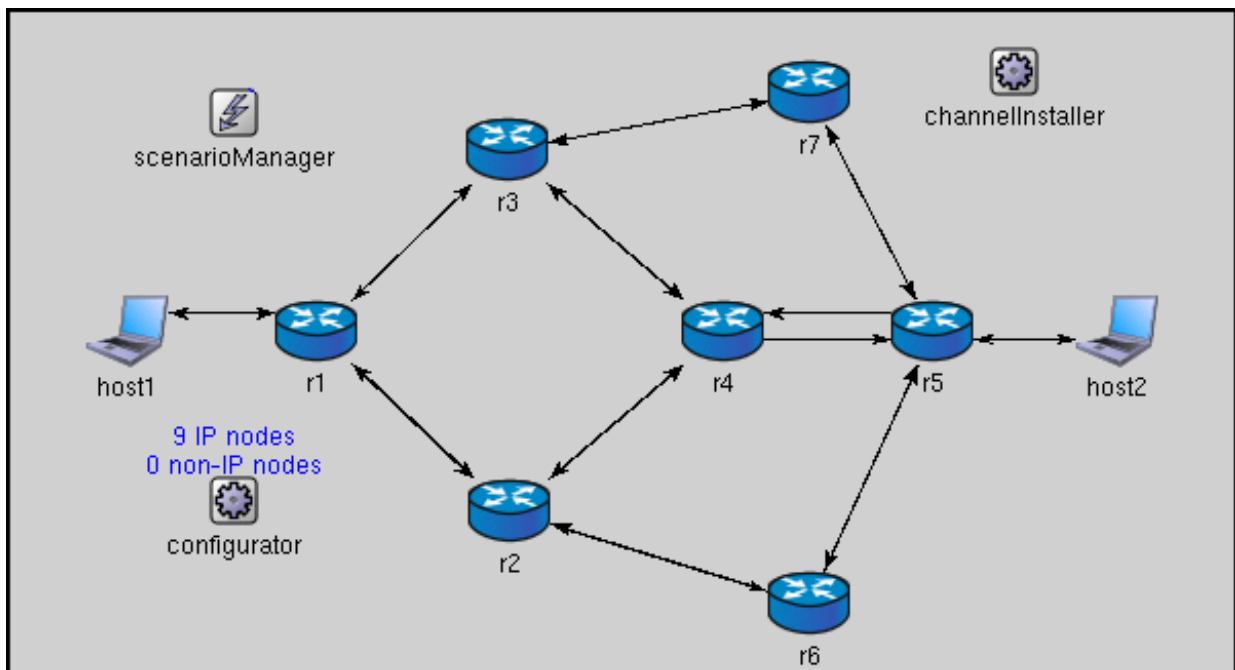 channelInstaller
scenarioManager
r7
r3
host1
r1
r4
r5
host2
9 IP nodes
0 non-IP nodes
configurator
r2
r6